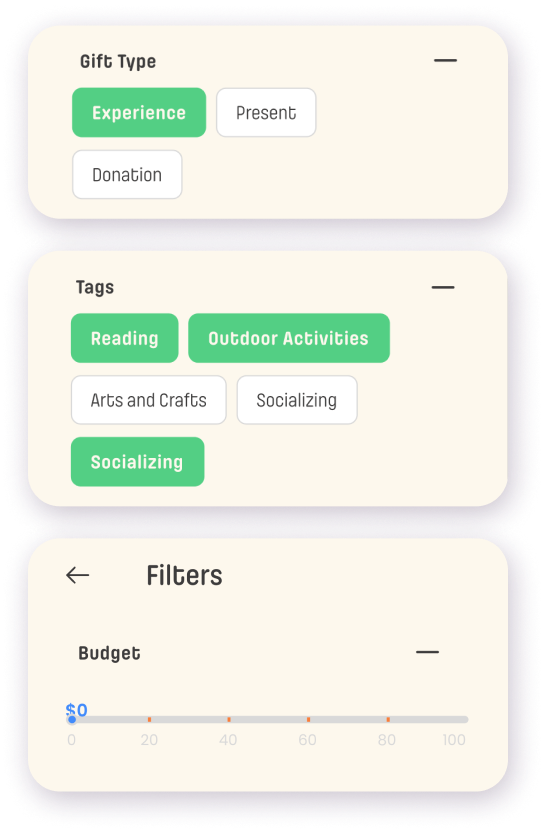 Gift Type
Experience Present
Donation
Tags
Reading Outdoor Activities
Arts and Crafts Socializing
Socializing
Filters
Budget
$0
0 20 40 60 80 100